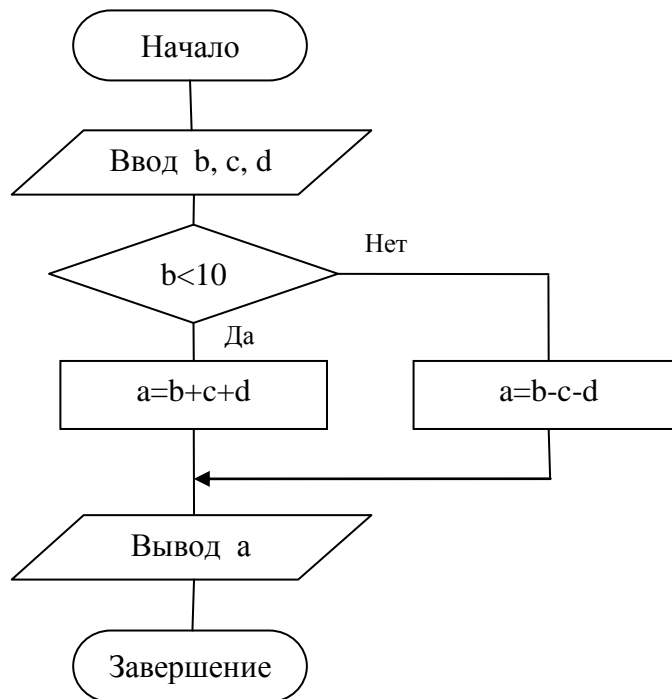 Начало
Ввод b, c, d
b<10
Нет
Да
a=b+c+d
a=b-c-d
Вывод a
Завершение